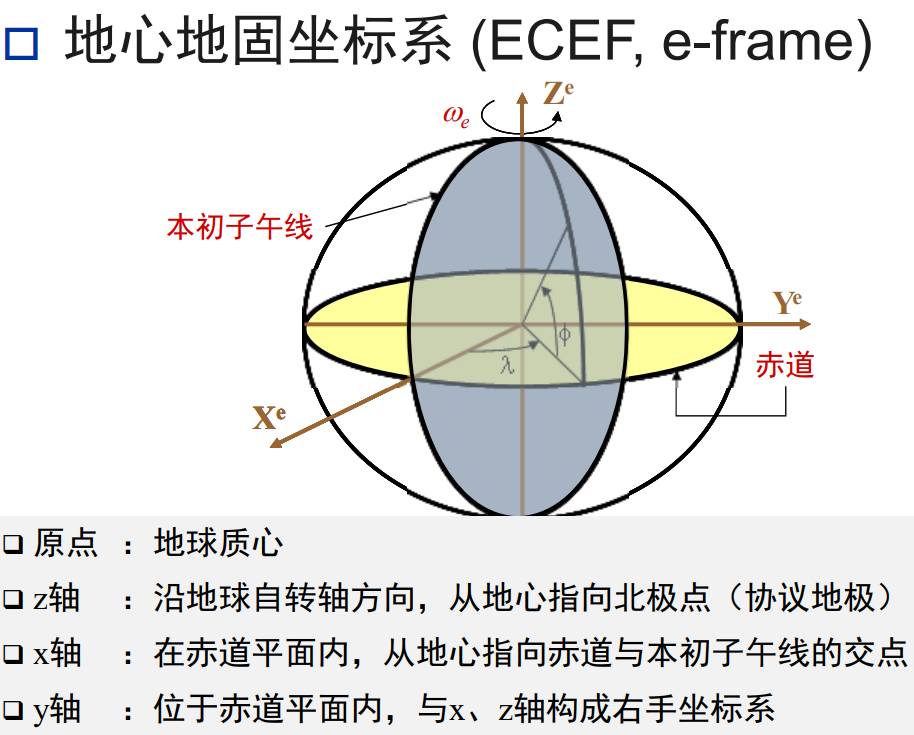 地心地固坐标系 (ECEF, e-frame)
Zᵉ
ωₑ
本初子午线
Yᵉ
ϕ
λ
赤道
Xᵉ
原点 ：地球质心
z轴 ：沿地球自转轴方向，从地心指向北极点（协议地极）
x轴 ：在赤道平面内，从地心指向赤道与本初子午线的交点
y轴 ：位于赤道平面内，与x、z轴构成右手坐标系